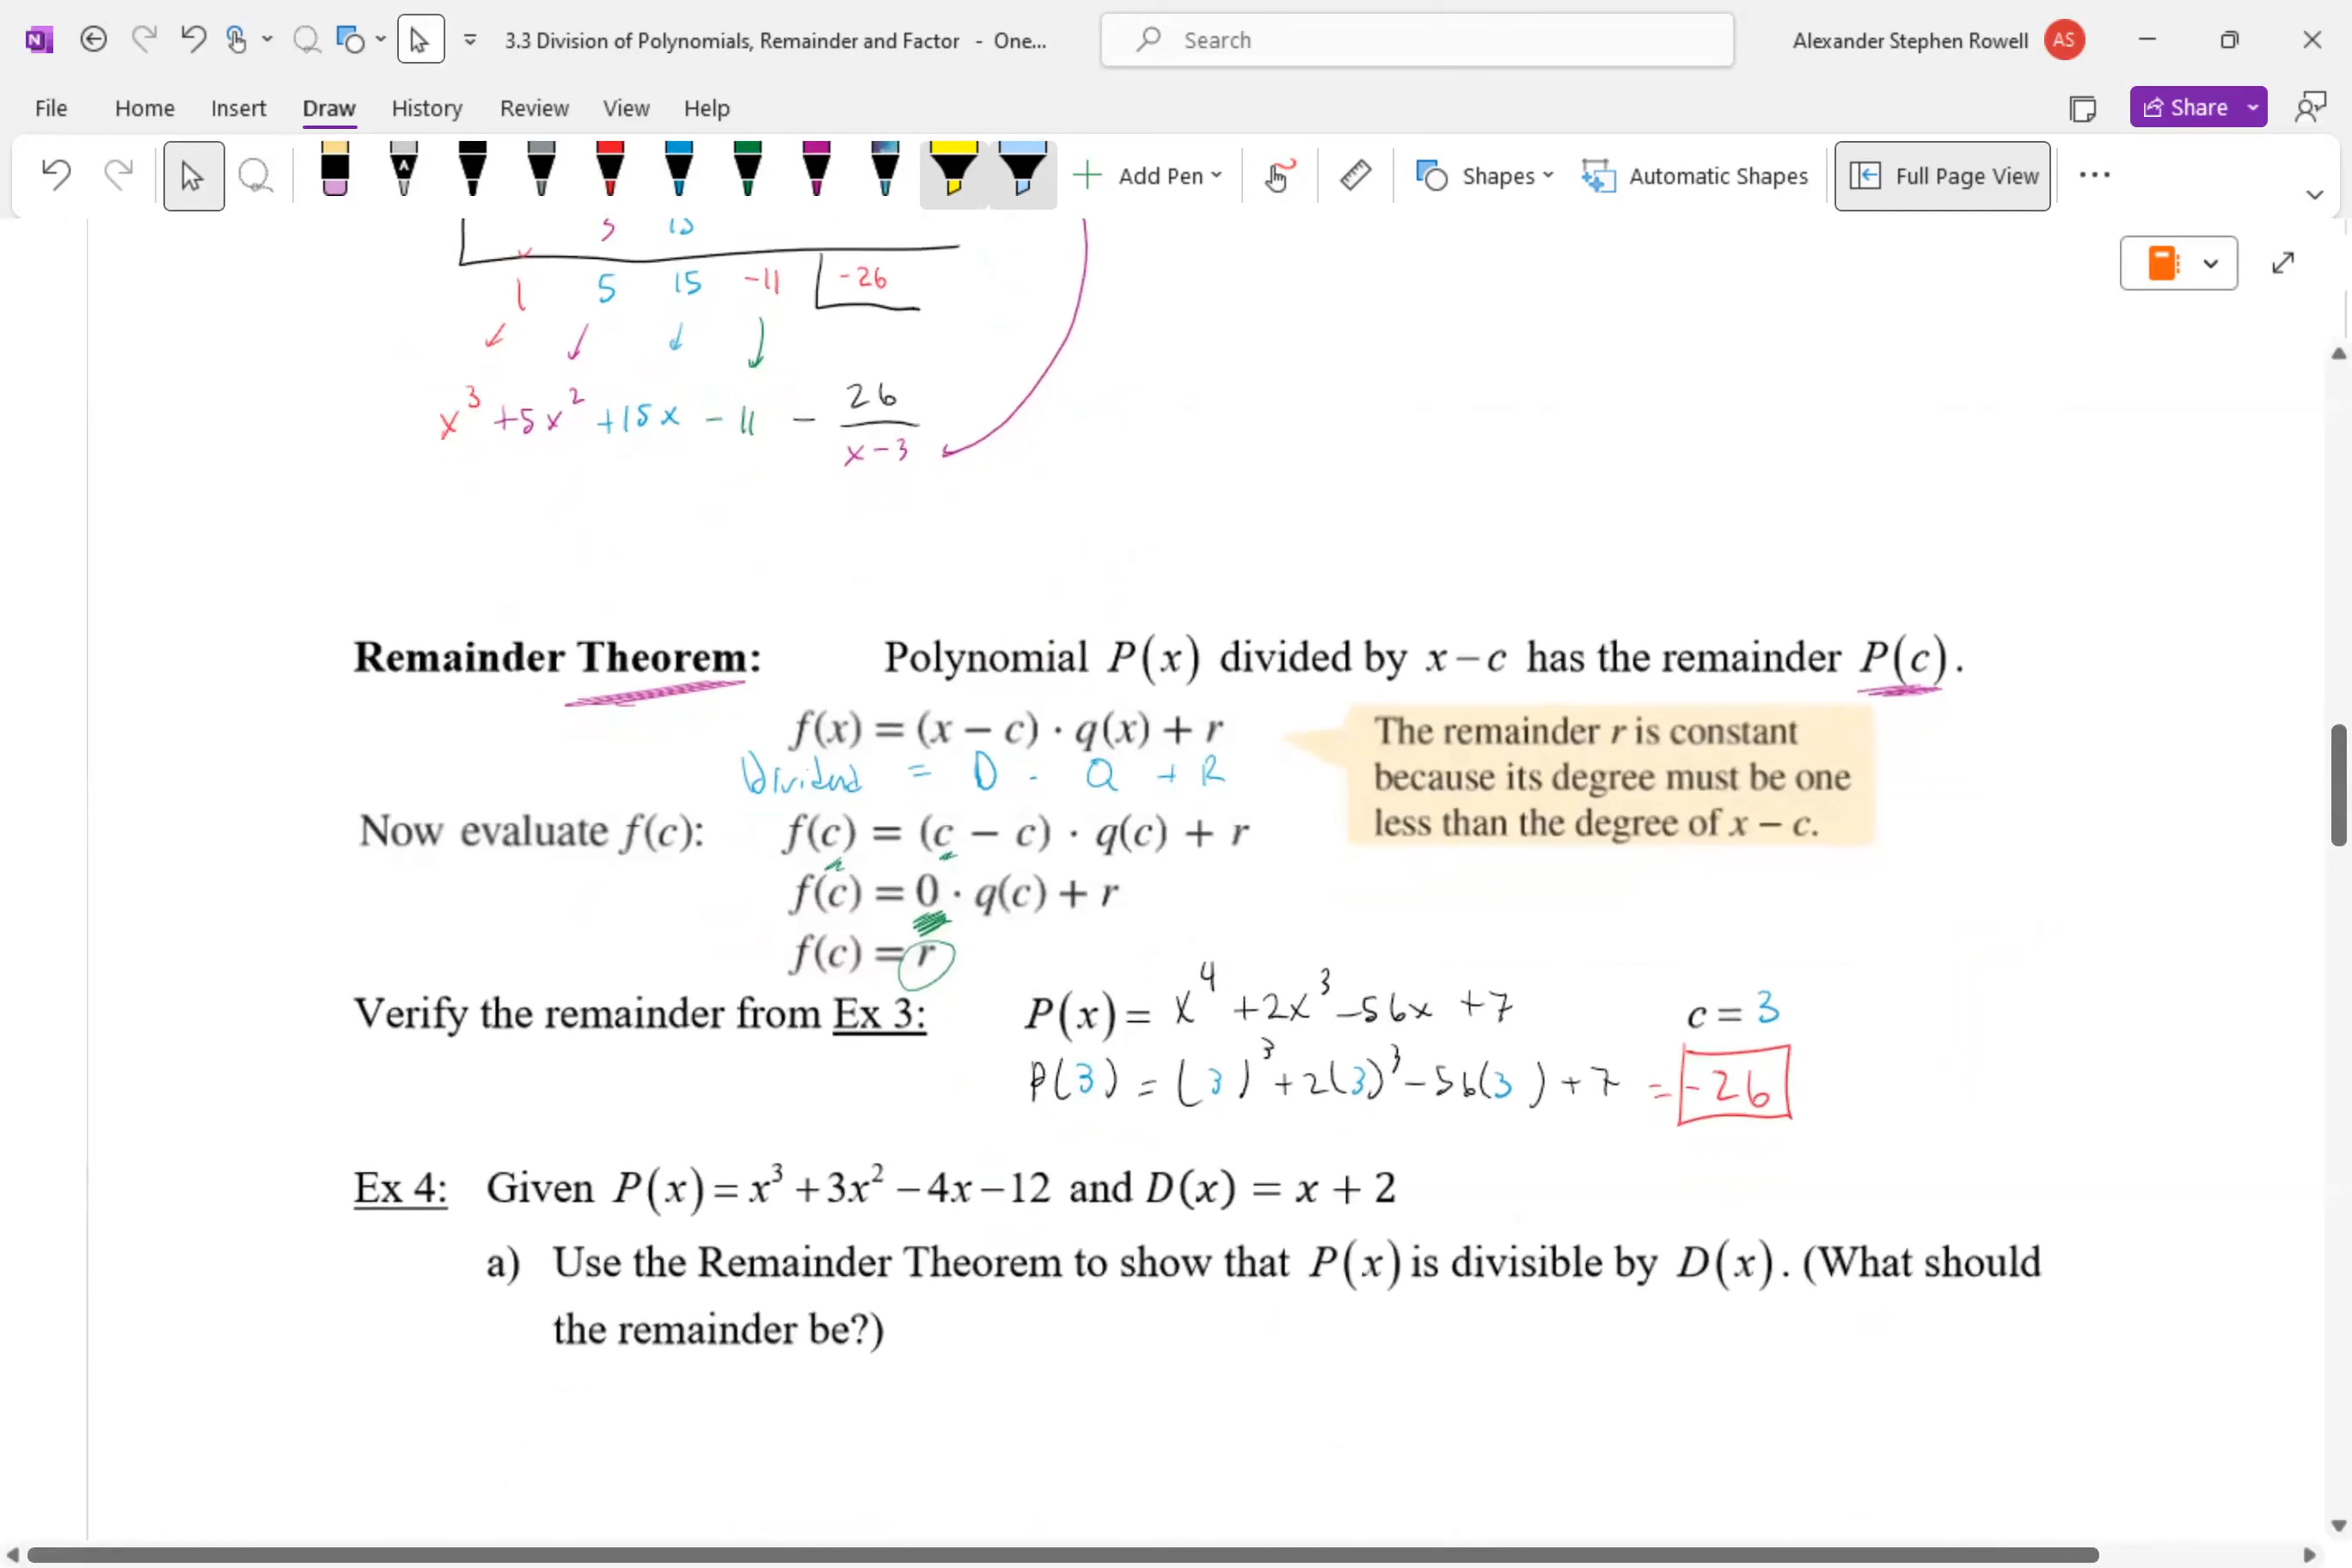 3.3 Division of Polynomials, Remainder and Factor - One...
Search
Alexander Stephen Rowell AS
File Home Insert Draw History Review View Help
Share
Add Pen Shapes Automatic Shapes Full Page View
1 5 15 -11 -26
x³ +5x² +15x - 11 - 26/(x-3)
Remainder Theorem: Polynomial P(x) divided by x − c has the remainder P(c).
f(x) = (x − c) · q(x) + r
The remainder r is constant
because its degree must be one
less than the degree of x − c.
Dividend = D · Q + R
Now evaluate f(c): f(c) = (c − c) · q(c) + r
f(c) = 0 · q(c) + r
f(c) = r
Verify the remainder from Ex 3: P(x) = x⁴ +2x³ -56x +7 c = 3
P(3) = (3)³ + 2(3)³ - 56(3) + 7 = -26
Ex 4: Given P(x) = x³ + 3x² − 4x − 12 and D(x) = x + 2
a) Use the Remainder Theorem to show that P(x) is divisible by D(x). (What should
the remainder be?)